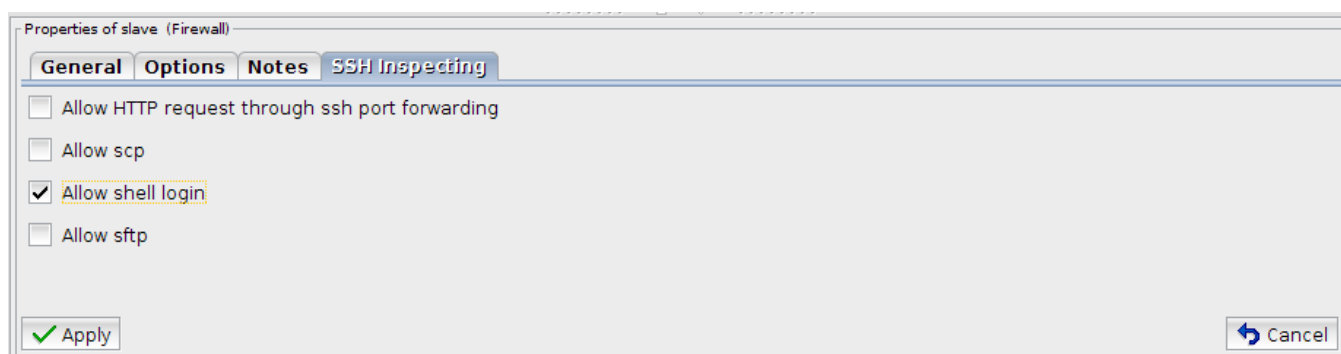 Properties of slave (Firewall)
General Options Notes SSH Inspecting
Allow HTTP request through ssh port forwarding
Allow scp
Allow shell login
Allow sftp
Apply Cancel